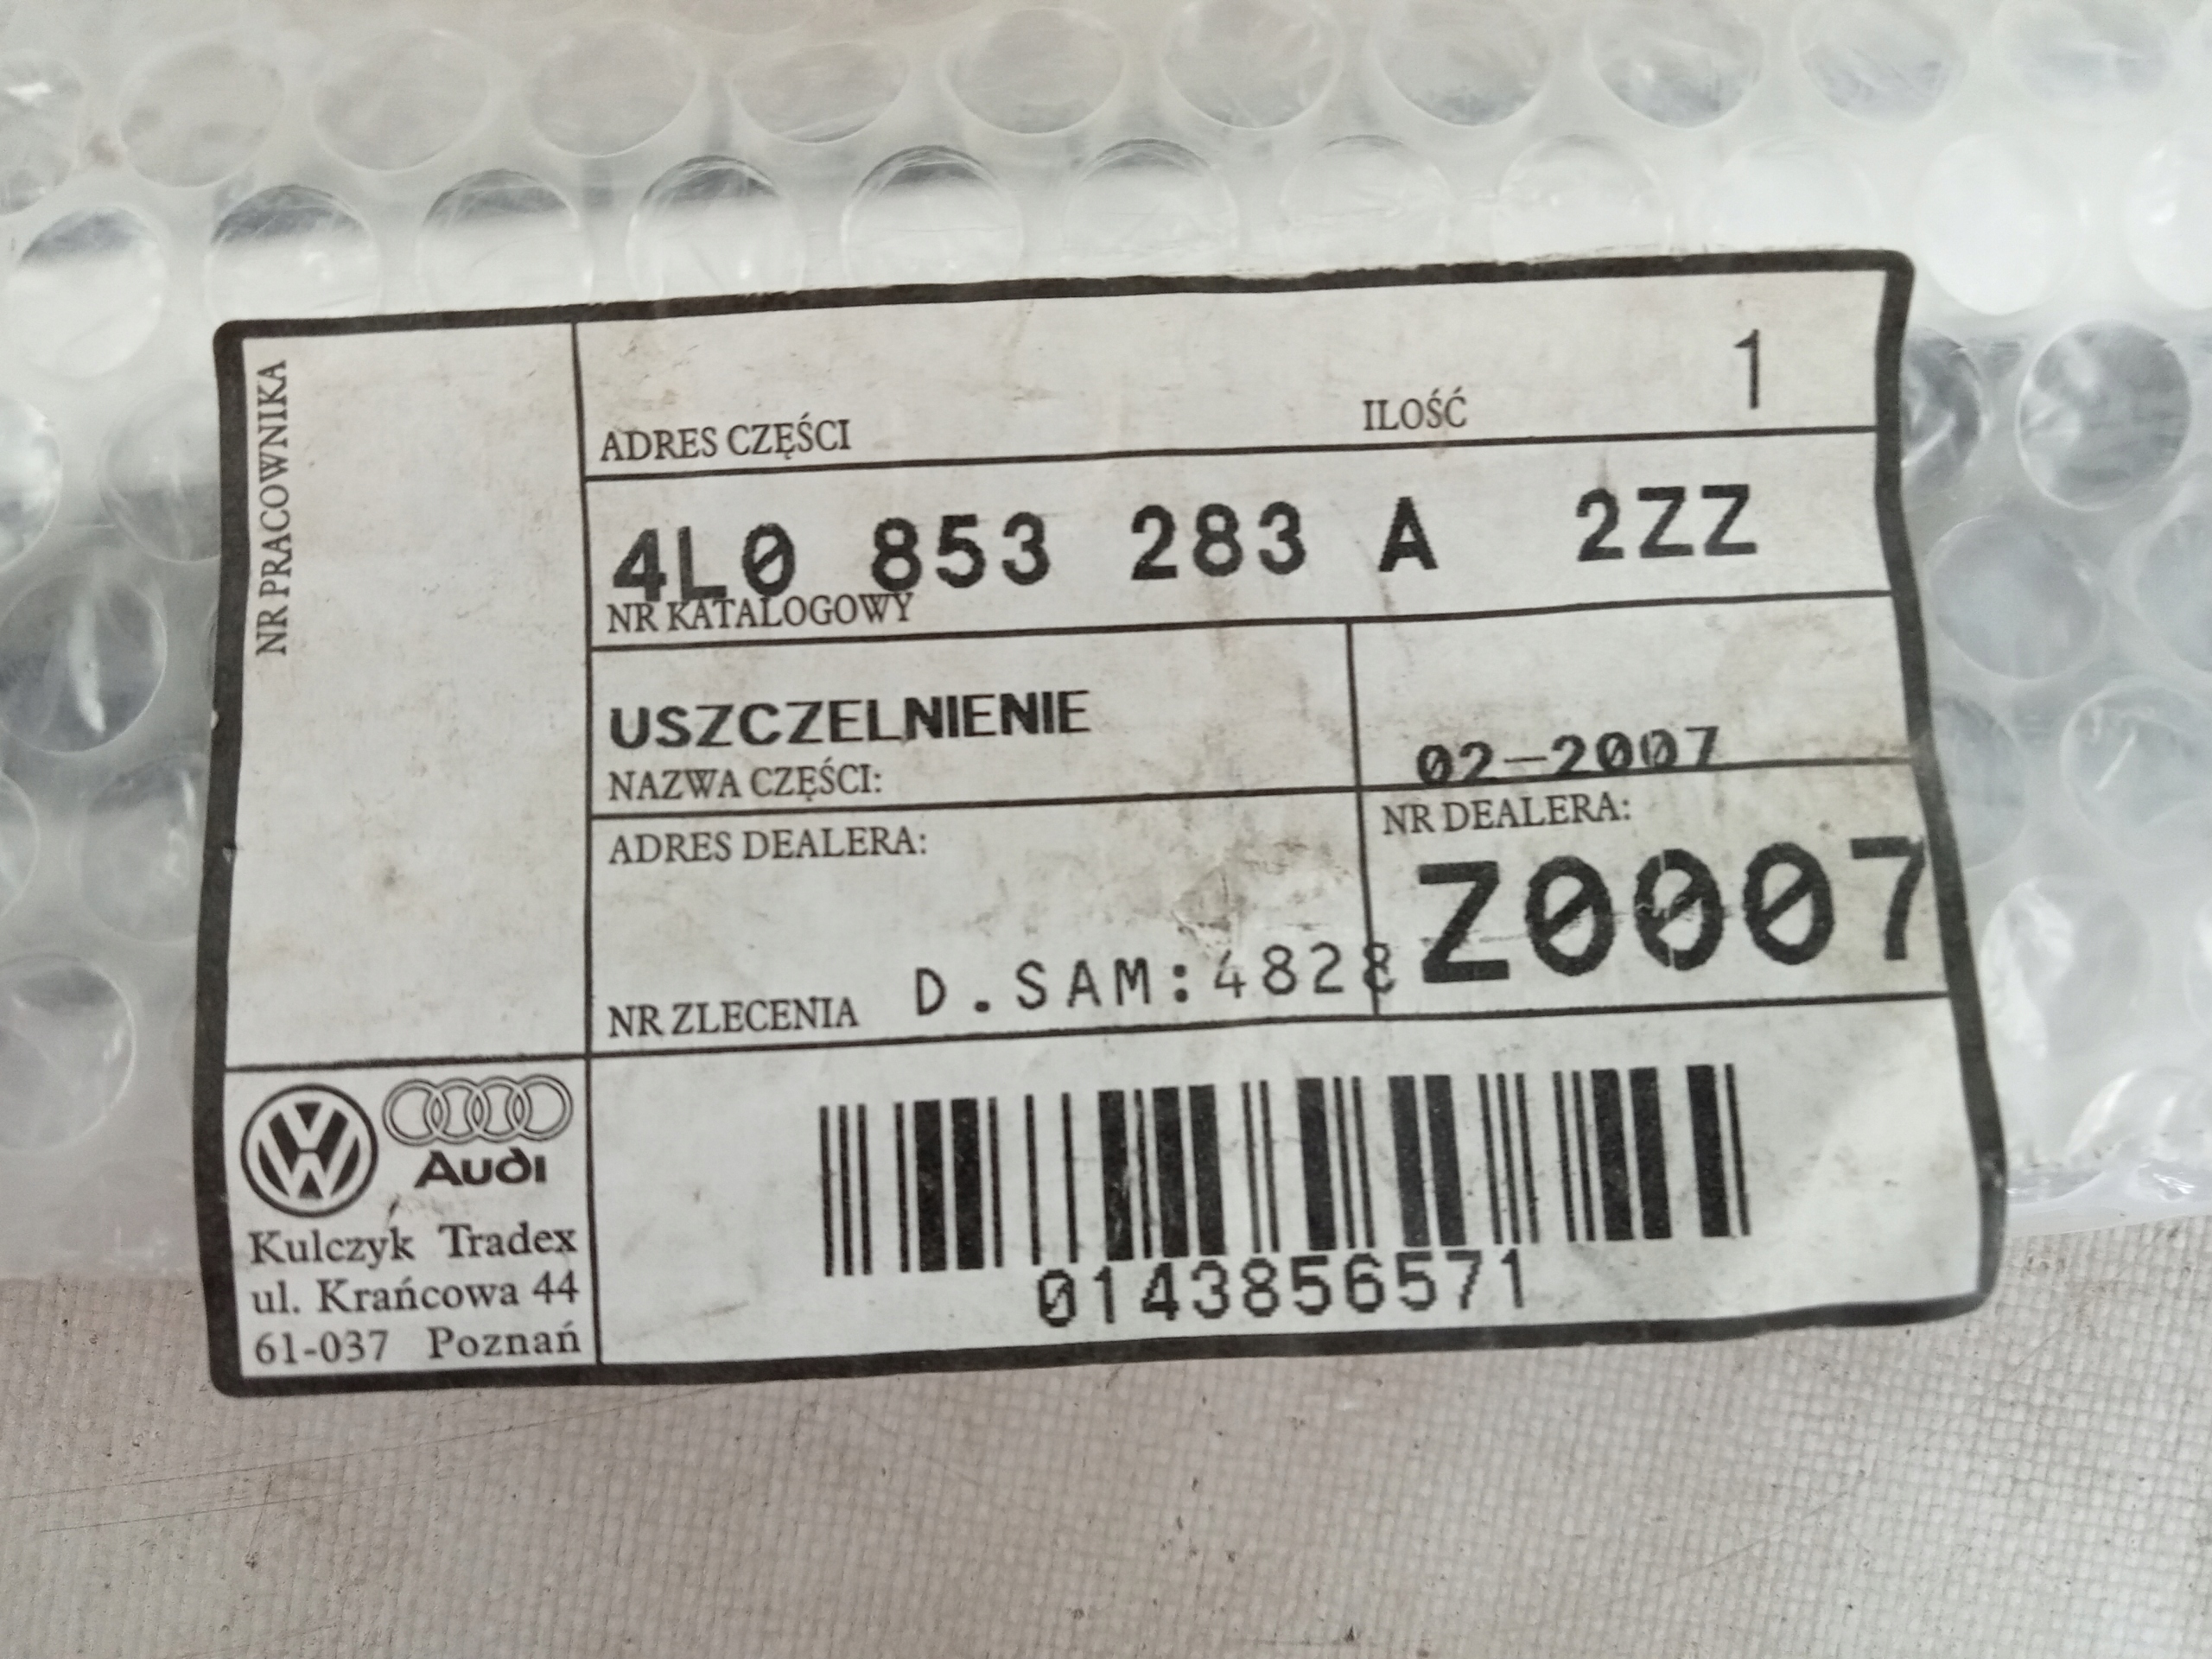 NR PRACOWNIKA
1
ADRES CZĘŚCI ILOŚĆ
4L0 853 283 A 2ZZ
NR KATALOGOWY
USZCZELNIENIE
NAZWA CZĘŚCI:
02-2007
ADRES DEALERA:
NR DEALERA:
Z0007
NR ZLECENIA D.SAM:4828
Audi
Kulczyk Tradex
ul. Krańcowa 44
61-037 Poznań
0143856571